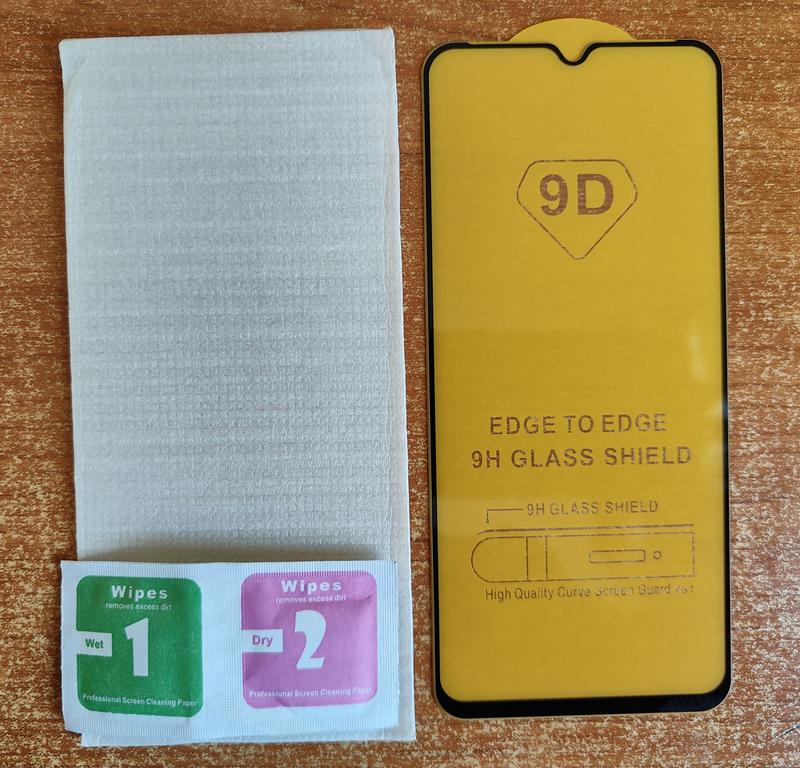 Wipes
removes excess dirt
Wet
1
Professional Screen Cleaning Paper
Wipes
removes excess dirt
Dry
2
Professional Screen Cleaning Paper
9D
EDGE TO EDGE
9H GLASS SHIELD
9H GLASS SHIELD
High Quality Curve Screen Guard